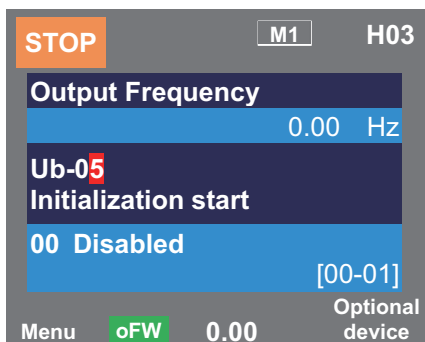 STOP M1 H03
Output Frequency
0.00 Hz
Ub-05
Initialization start
00 Disabled
[00-01]
Menu oFW 0.00 Optional device